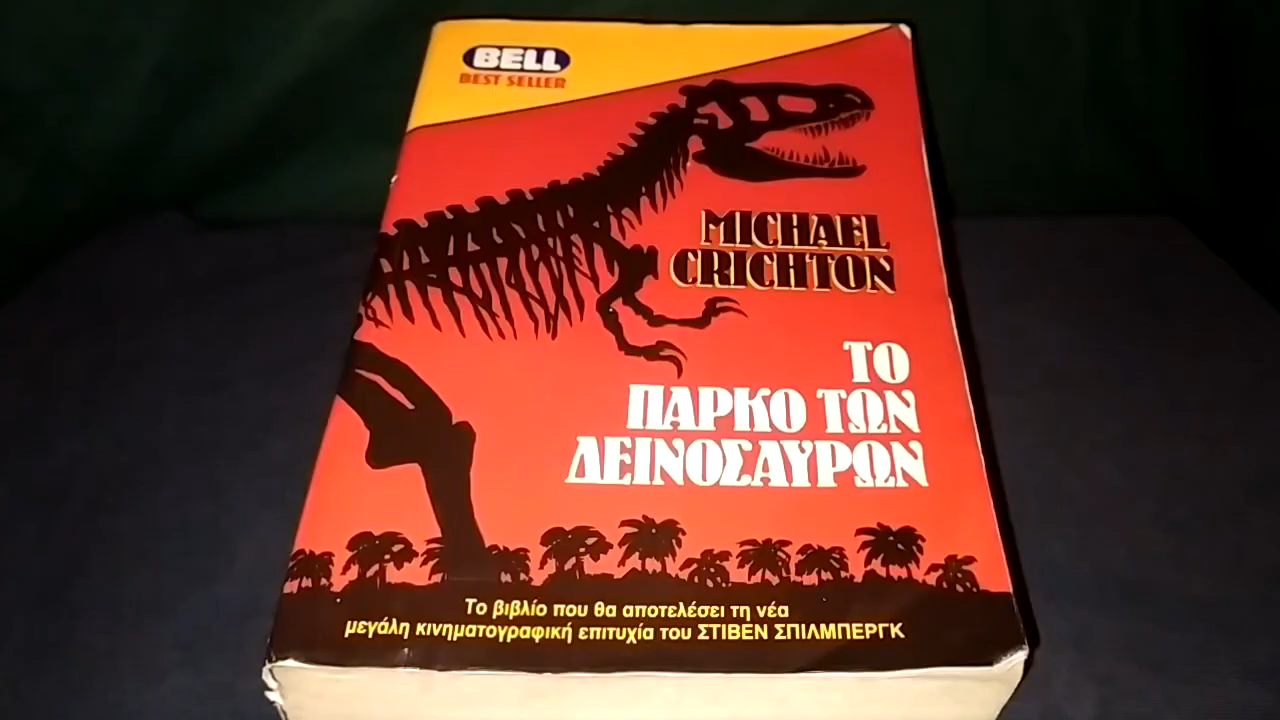 BELL
BEST SELLER
MICHAEL
CRICHTON
ΤΟ
ΠΑΡΚΟ ΤΩΝ
ΔΕΙΝΟΣΑΥΡΩΝ
Το βιβλίο που θα αποτελέσει τη νέα
μεγάλη κινηματογραφική επιτυχία του ΣΤΙΒΕΝ ΣΠΙΛΜΠΕΡΓΚ